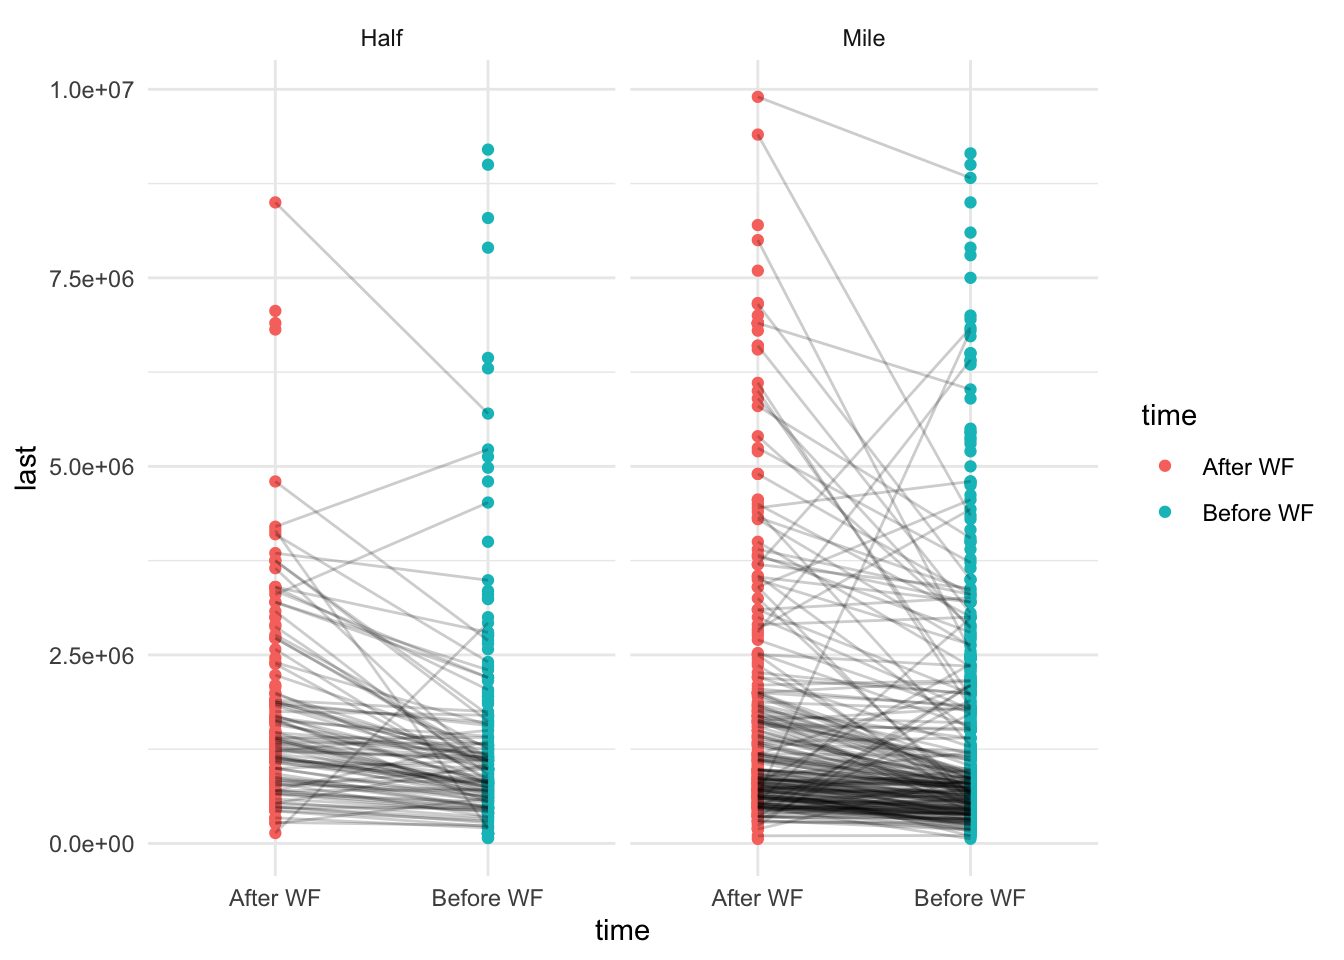 Half
Mile
1.0e+07
7.5e+06
5.0e+06
2.5e+06
0.0e+00
last
After WF
Before WF
After WF
Before WF
time
time
After WF
Before WF